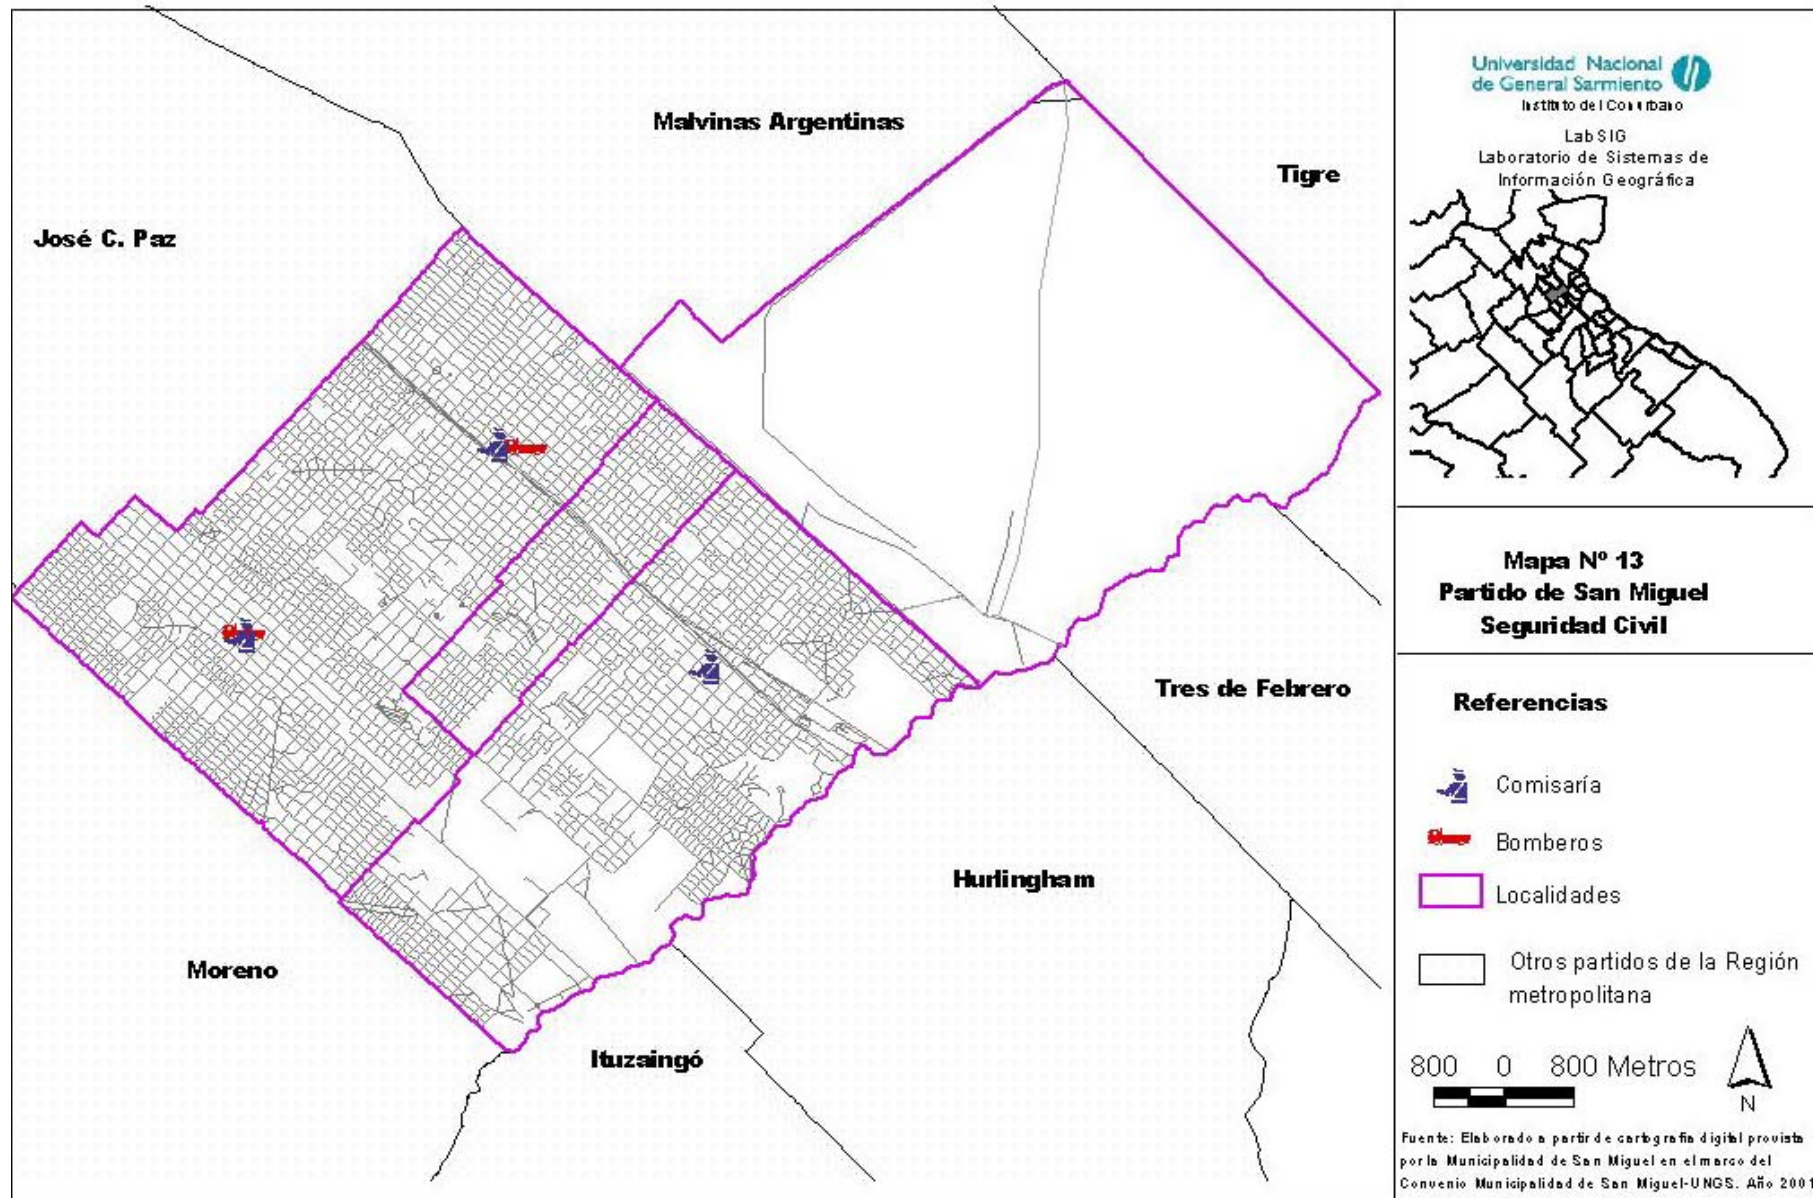 Malvinas Argentinas
Tigre
José C. Paz
Tres de Febrero
Hurlingham
Moreno
Ituzaingó
Universidad Nacional
de General Sarmiento
Instituto del Conurbano
LabSIG
Laboratorio de Sistemas de
Información Geográfica
Mapa Nº 13
Partido de San Miguel
Seguridad Civil
Referencias
Comisaría
Bomberos
Localidades
Otros partidos de la Región
metropolitana
800 0 800 Metros
N
Fuente: Elaborado a partir de cartografía digital provista
por la Municipalidad de San Miguel en el marco del
Convenio Municipalidad de San Miguel-UNGS. Año 2001